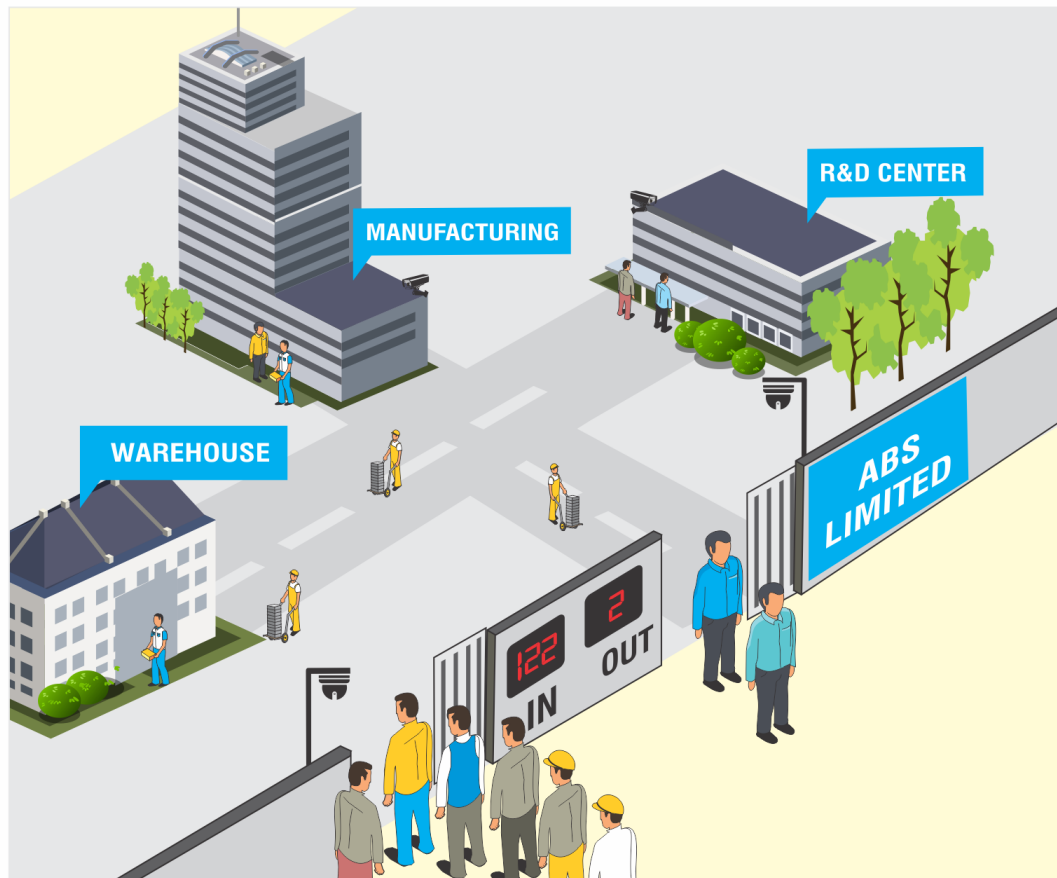 R&D CENTER
MANUFACTURING
WAREHOUSE
ABS
LIMITED
122
IN
2
OUT